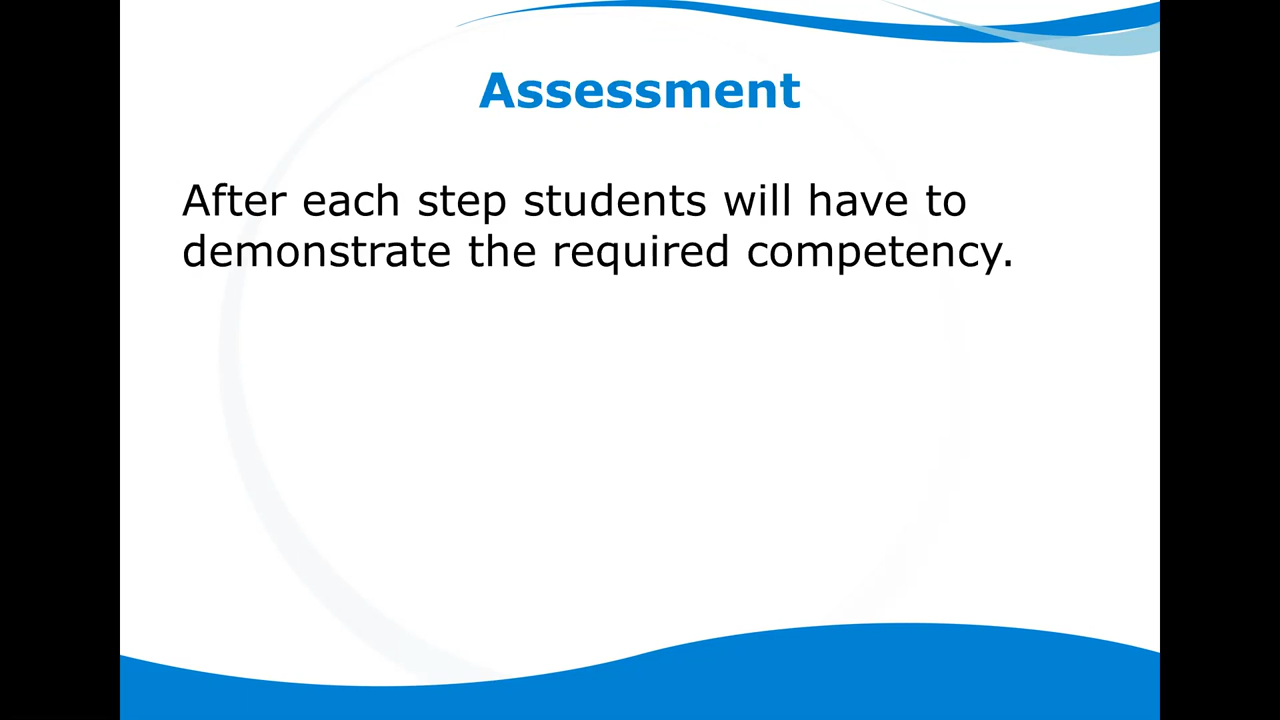 Assessment
After each step students will have to
demonstrate the required competency.